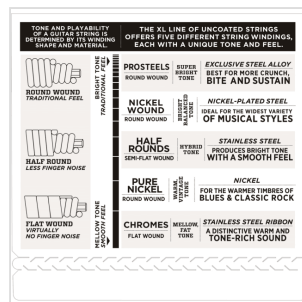 TONE AND PLAYABILITY
OF A GUITAR STRING IS
DETERMINED BY ITS WINDING
SHAPE AND MATERIAL.
THE XL LINE OF UNCOATED STRINGS
OFFERS FIVE DIFFERENT STRING WINDINGS,
EACH WITH A UNIQUE TONE AND FEEL.
ROUND WOUND
TRADITIONAL FEEL
HALF ROUND
LESS FINGER NOISE
FLAT WOUND
VIRTUALLY
NO FINGER NOISE
BRIGHT TONE
TRADITIONAL FEEL
MELLOW TONE
SMOOTH FEEL
PROSTEELS
ROUND WOUND
SUPER
BRIGHT
TONE
EXCLUSIVE STEEL ALLOY
BEST FOR MORE CRUNCH,
BITE AND SUSTAIN
NICKEL
WOUND
ROUND WOUND
BRIGHT
BALANCED
TONE
NICKEL-PLATED STEEL
IDEAL FOR THE WIDEST VARIETY
OF MUSICAL STYLES
HALF
ROUNDS
SEMI-FLAT WOUND
HYBRID
TONE
STAINLESS STEEL
PRODUCES BRIGHT TONE
WITH A SMOOTH FEEL
PURE
NICKEL
ROUND WOUND
WARM
VINTAGE
TONE
NICKEL
FOR THE WARMER TIMBRES OF
BLUES & CLASSIC ROCK
CHROMES
FLAT WOUND
MELLOW,
FAT
TONE
STAINLESS STEEL RIBBON
A DISTINCTIVE WARM AND
TONE-RICH SOUND